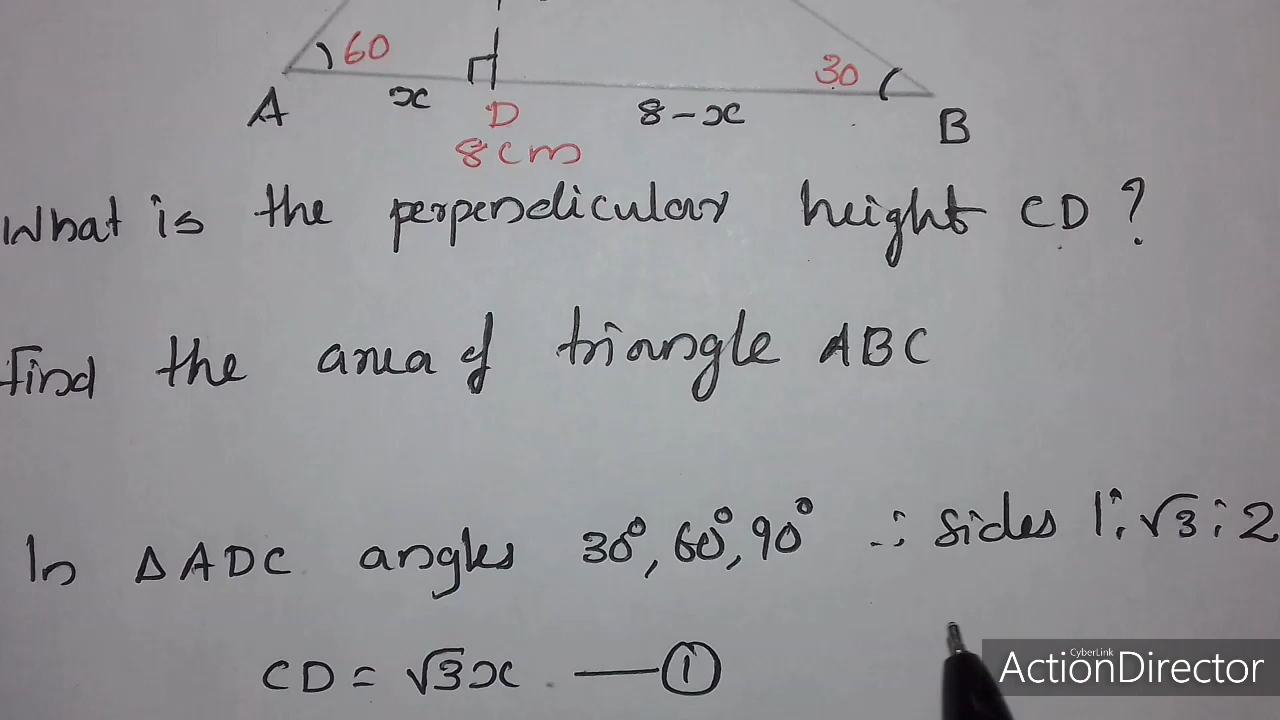 60 30
A x D 8-x B
8cm
What is the perpendicular height CD ?
Find the area of triangle ABC
In ΔADC angles 30°, 60°, 90° ∴ sides 1:√3:2
CD = √3x —①
CyberLink
ActionDirector